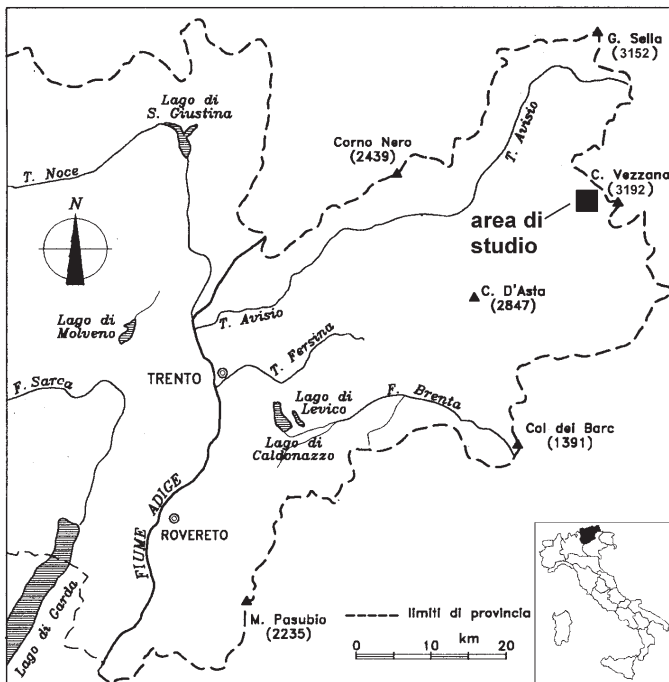 G. Sella
(3152)
Lago di
S. Giustina
T. Avisio
Corno Nero
(2439)
T. Noce
C. Vezzana
(3192)
N
area di
studio
C. D'Asta
(2847)
Lago di
Molveno
T. Avisio
T. Fersina
TRENTO
F. Sarca
Lago di
Levico
F. Brenta
Lago di
Caldonazzo
Col dei Barc
(1391)
FIUME ADIGE
ROVERETO
Lago di Garda
M. Pasubio
(2235)
limiti di provincia
0 km 10 20